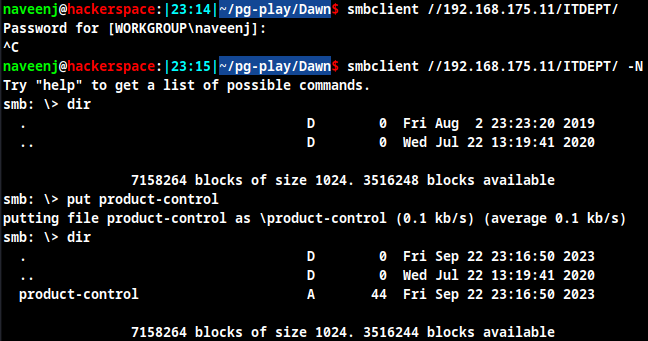 naveenj@hackerspace:|23:14|~/pg-play/Dawn$ smbclient //192.168.175.11/ITDEPT/
Password for [WORKGROUP\naveenj]:
^C
naveenj@hackerspace:|23:15|~/pg-play/Dawn$ smbclient //192.168.175.11/ITDEPT/ -N
Try "help" to get a list of possible commands.
smb: \> dir
  .                                   D        0  Fri Aug  2 23:23:20 2019
  ..                                  D        0  Wed Jul 22 13:19:41 2020
                7158264 blocks of size 1024. 3516248 blocks available
smb: \> put product-control
putting file product-control as \product-control (0.1 kb/s) (average 0.1 kb/s)
smb: \> dir
  .                                   D        0  Fri Sep 22 23:16:50 2023
  ..                                  D        0  Wed Jul 22 13:19:41 2020
  product-control                     A       44  Fri Sep 22 23:16:50 2023
                7158264 blocks of size 1024. 3516244 blocks available